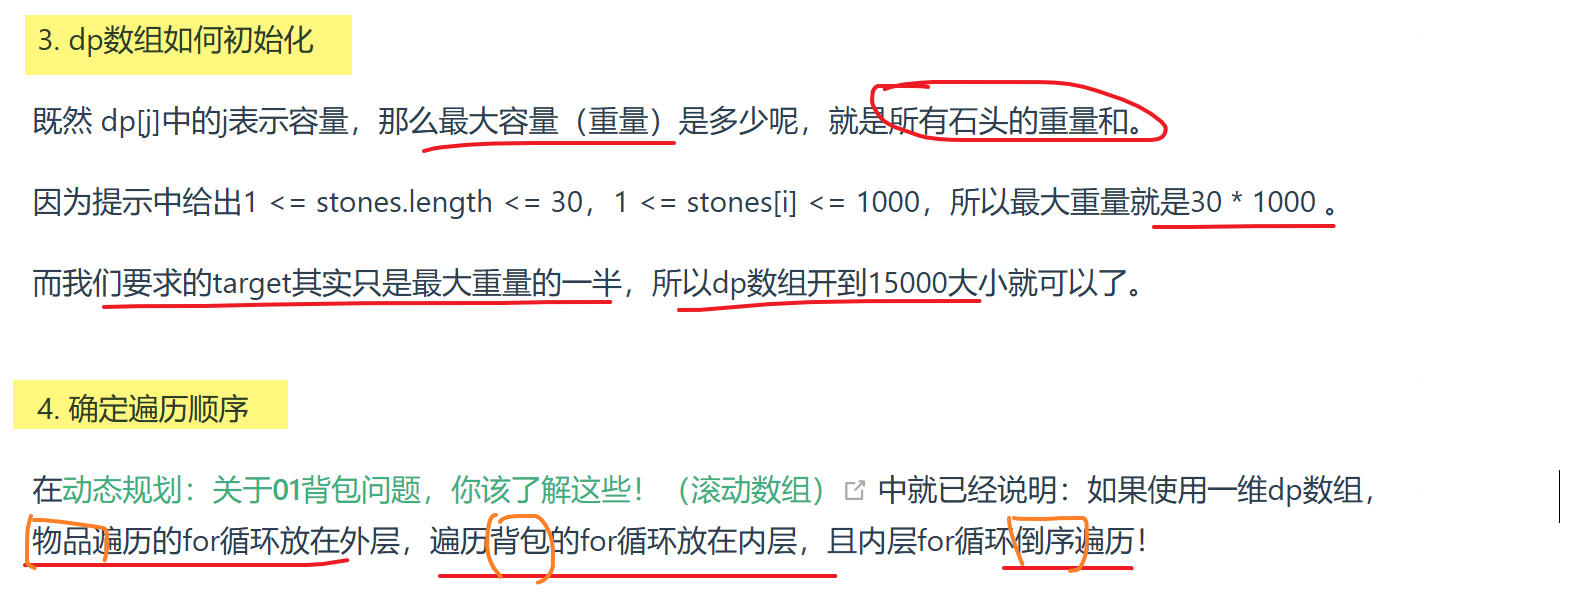 3. dp数组如何初始化
既然 dp[j]中的j表示容量，那么最大容量（重量）是多少呢，就是所有石头的重量和。
因为提示中给出1 <= stones.length <= 30，1 <= stones[i] <= 1000，所以最大重量就是30 * 1000 。
而我们要求的target其实只是最大重量的一半，所以dp数组开到15000大小就可以了。
4. 确定遍历顺序
在动态规划：关于01背包问题，你该了解这些！（滚动数组） 中就已经说明：如果使用一维dp数组，
物品遍历的for循环放在外层，遍历背包的for循环放在内层，且内层for循环倒序遍历！